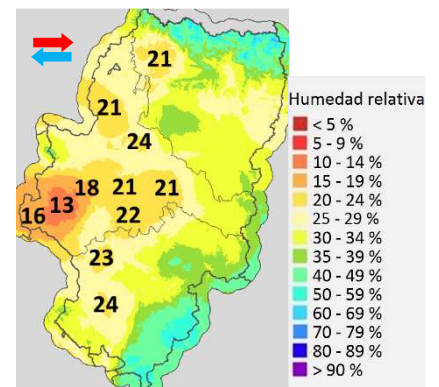 21
21
24
18 21 21
16 13
22
23
24
Humedad relativa
< 5 %
5 - 9 %
10 - 14 %
15 - 19 %
20 - 24 %
25 - 29 %
30 - 34 %
35 - 39 %
40 - 49 %
50 - 59 %
60 - 69 %
70 - 79 %
80 - 89 %
> 90 %